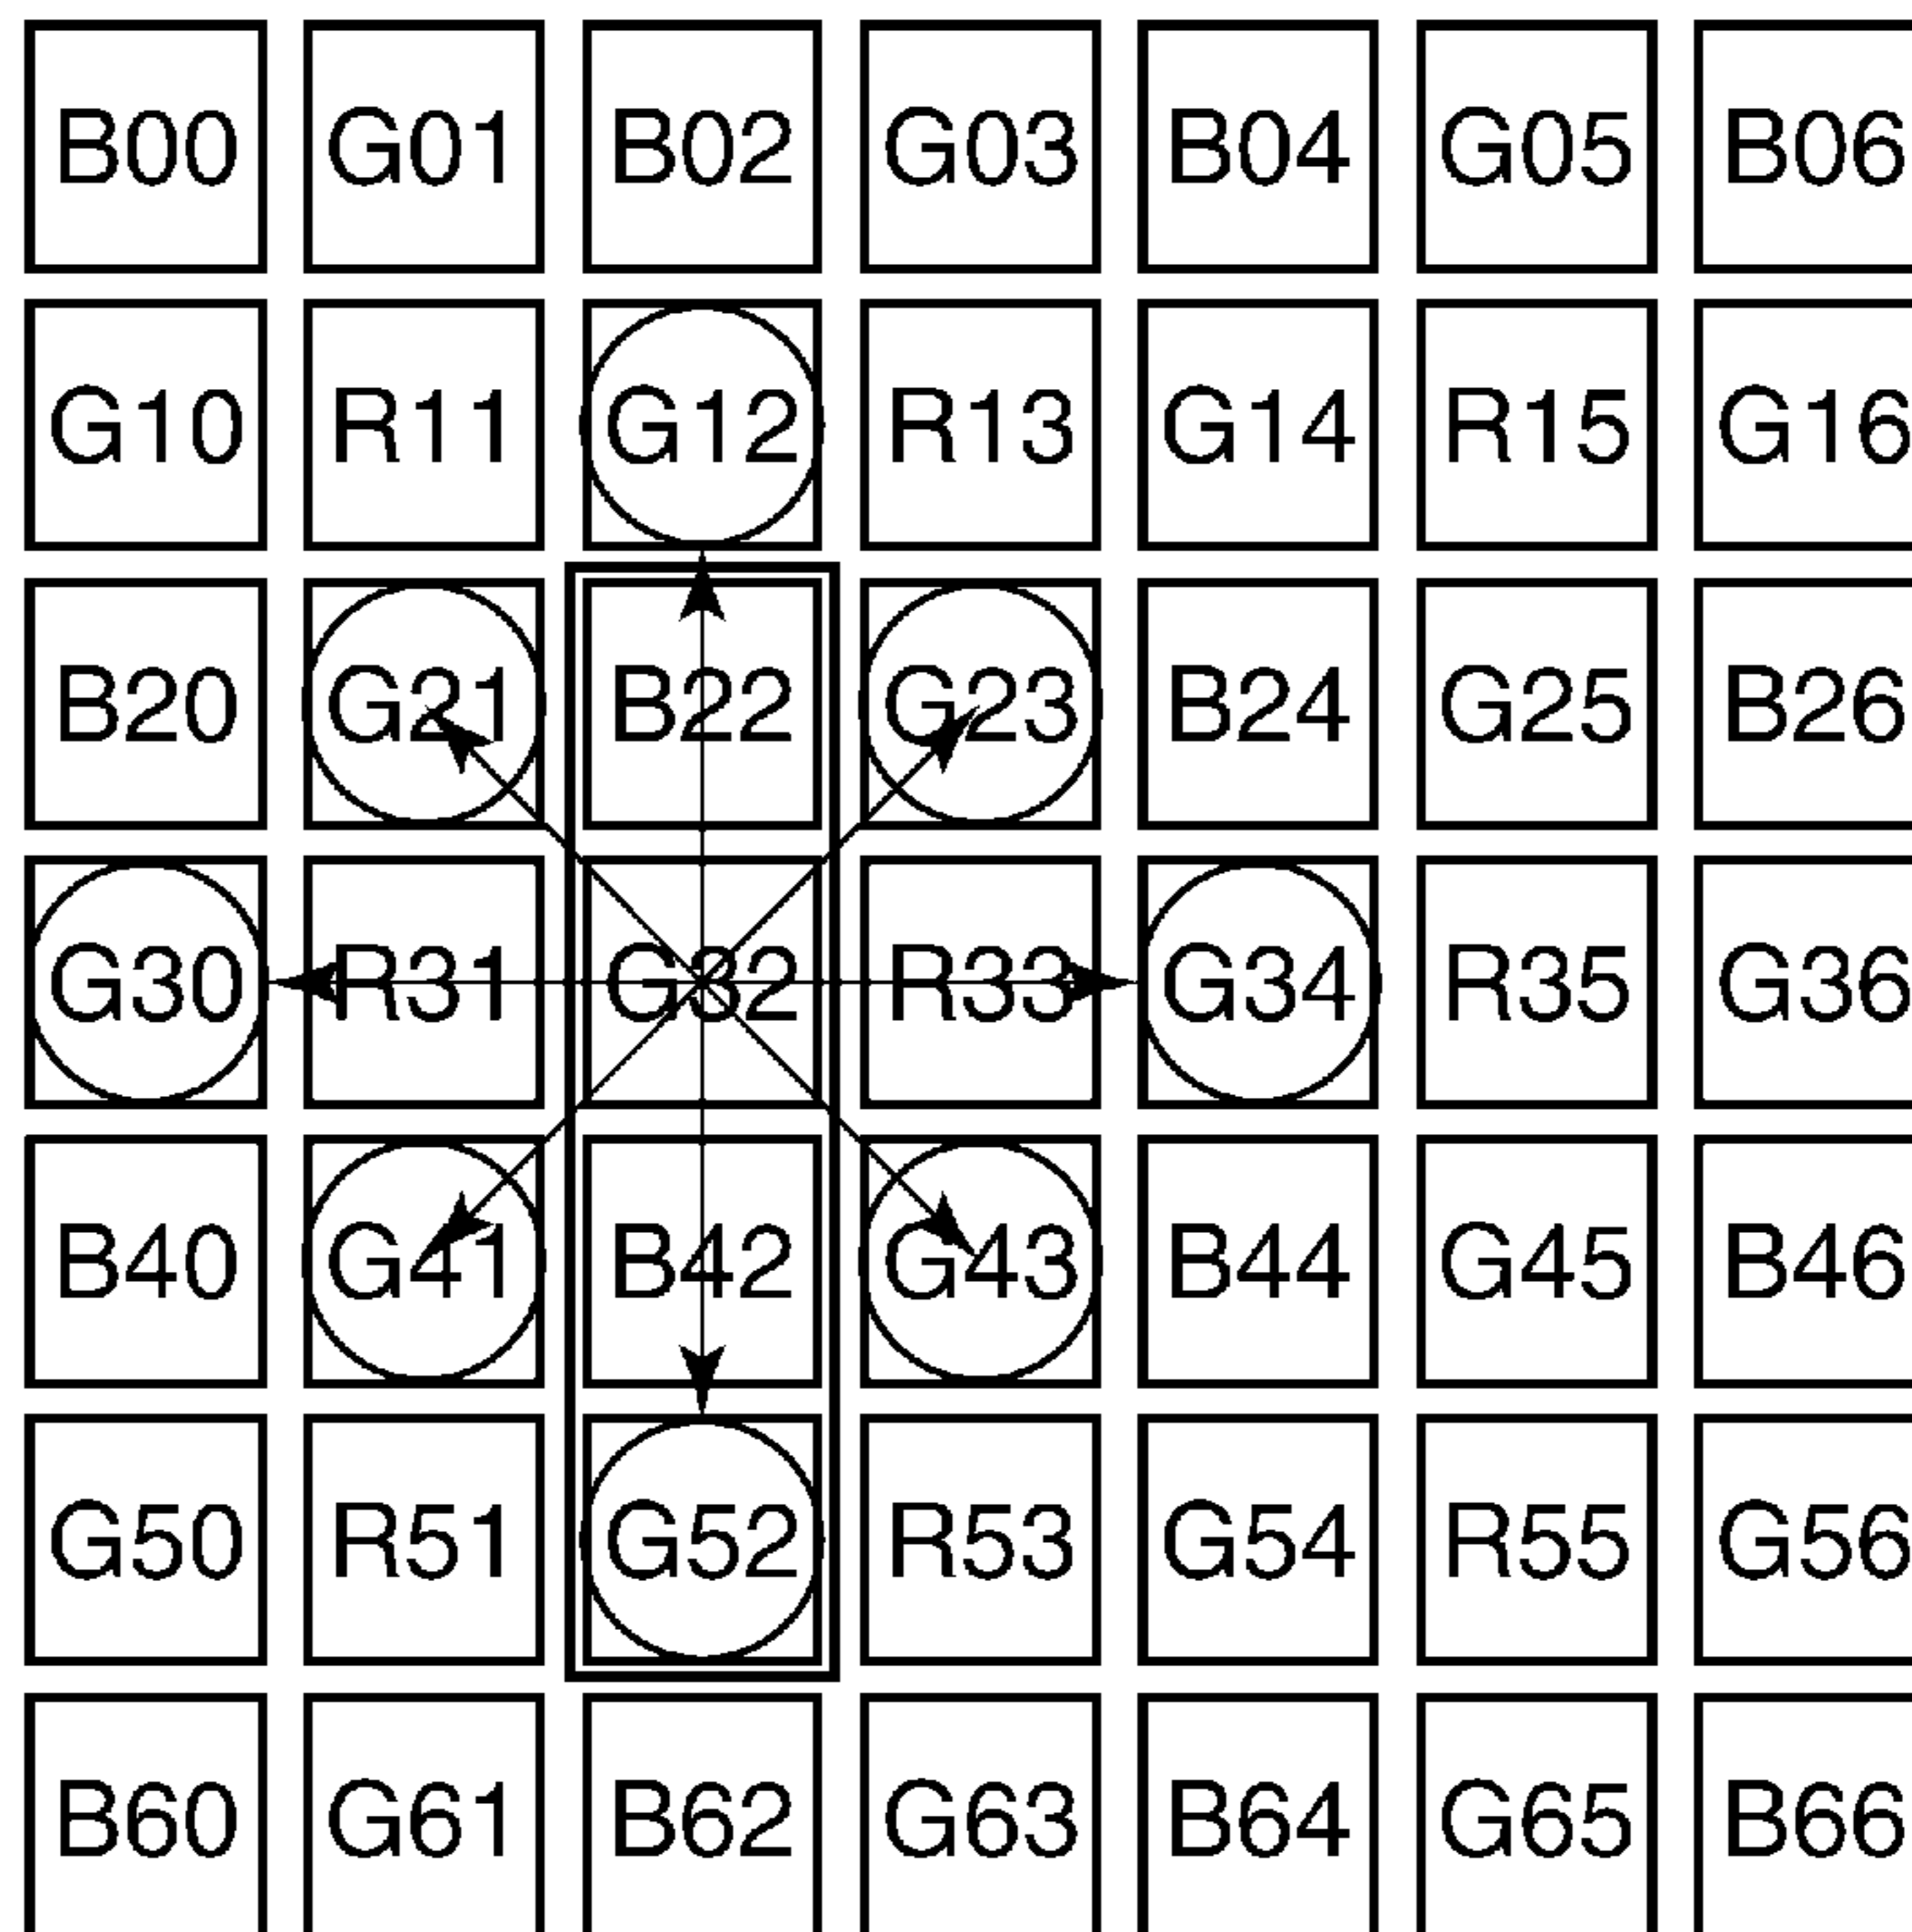 B00 G01 B02 G03 B04 G05 B06
G10 R11 G12 R13 G14 R15 G16
B20 G21 B22 G23 B24 G25 B26
G30 R31 G32 R33 G34 R35 G36
B40 G41 B42 G43 B44 G45 B46
G50 R51 G52 R53 G54 R55 G56
B60 G61 B62 G63 B64 G65 B66